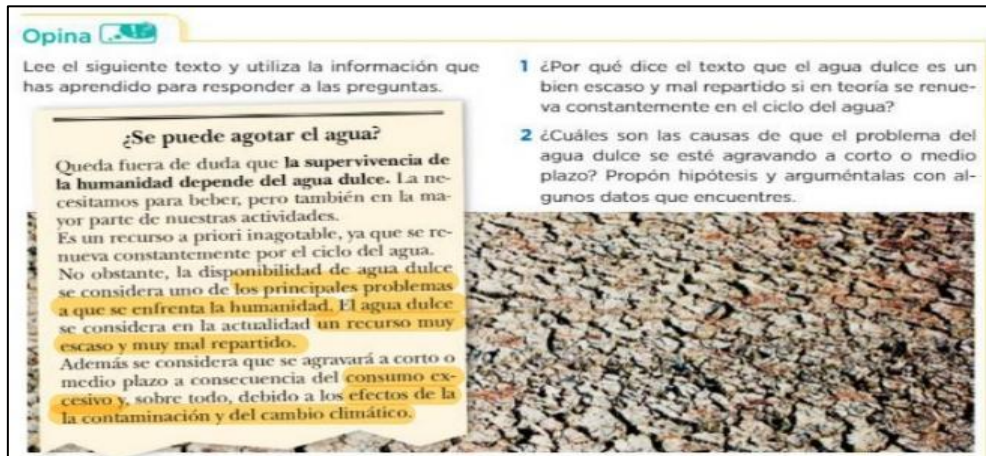 Opina
Lee el siguiente texto y utiliza la información que
has aprendido para responder a las preguntas.
¿Se puede agotar el agua?
Queda fuera de duda que la supervivencia de
la humanidad depende del agua dulce. La ne-
cesitamos para beber, pero también en la ma-
yor parte de nuestras actividades.
Es un recurso a priori inagotable, ya que se re-
nueva constantemente por el ciclo del agua.
No obstante, la disponibilidad de agua dulce
se considera uno de los principales problemas
a que se enfrenta la humanidad. El agua dulce
se considera en la actualidad un recurso muy
escaso y muy mal repartido.
Además se considera que se agravará a corto o
medio plazo a consecuencia del consumo ex-
cesivo y, sobre todo, debido a los efectos de la
la contaminación y del cambio climático.
1 ¿Por qué dice el texto que el agua dulce es un
bien escaso y mal repartido si en teoría se renue-
va constantemente en el ciclo del agua?
2 ¿Cuáles son las causas de que el problema del
agua dulce se esté agravando a corto o medio
plazo? Propón hipótesis y arguméntalas con al-
gunos datos que encuentres.